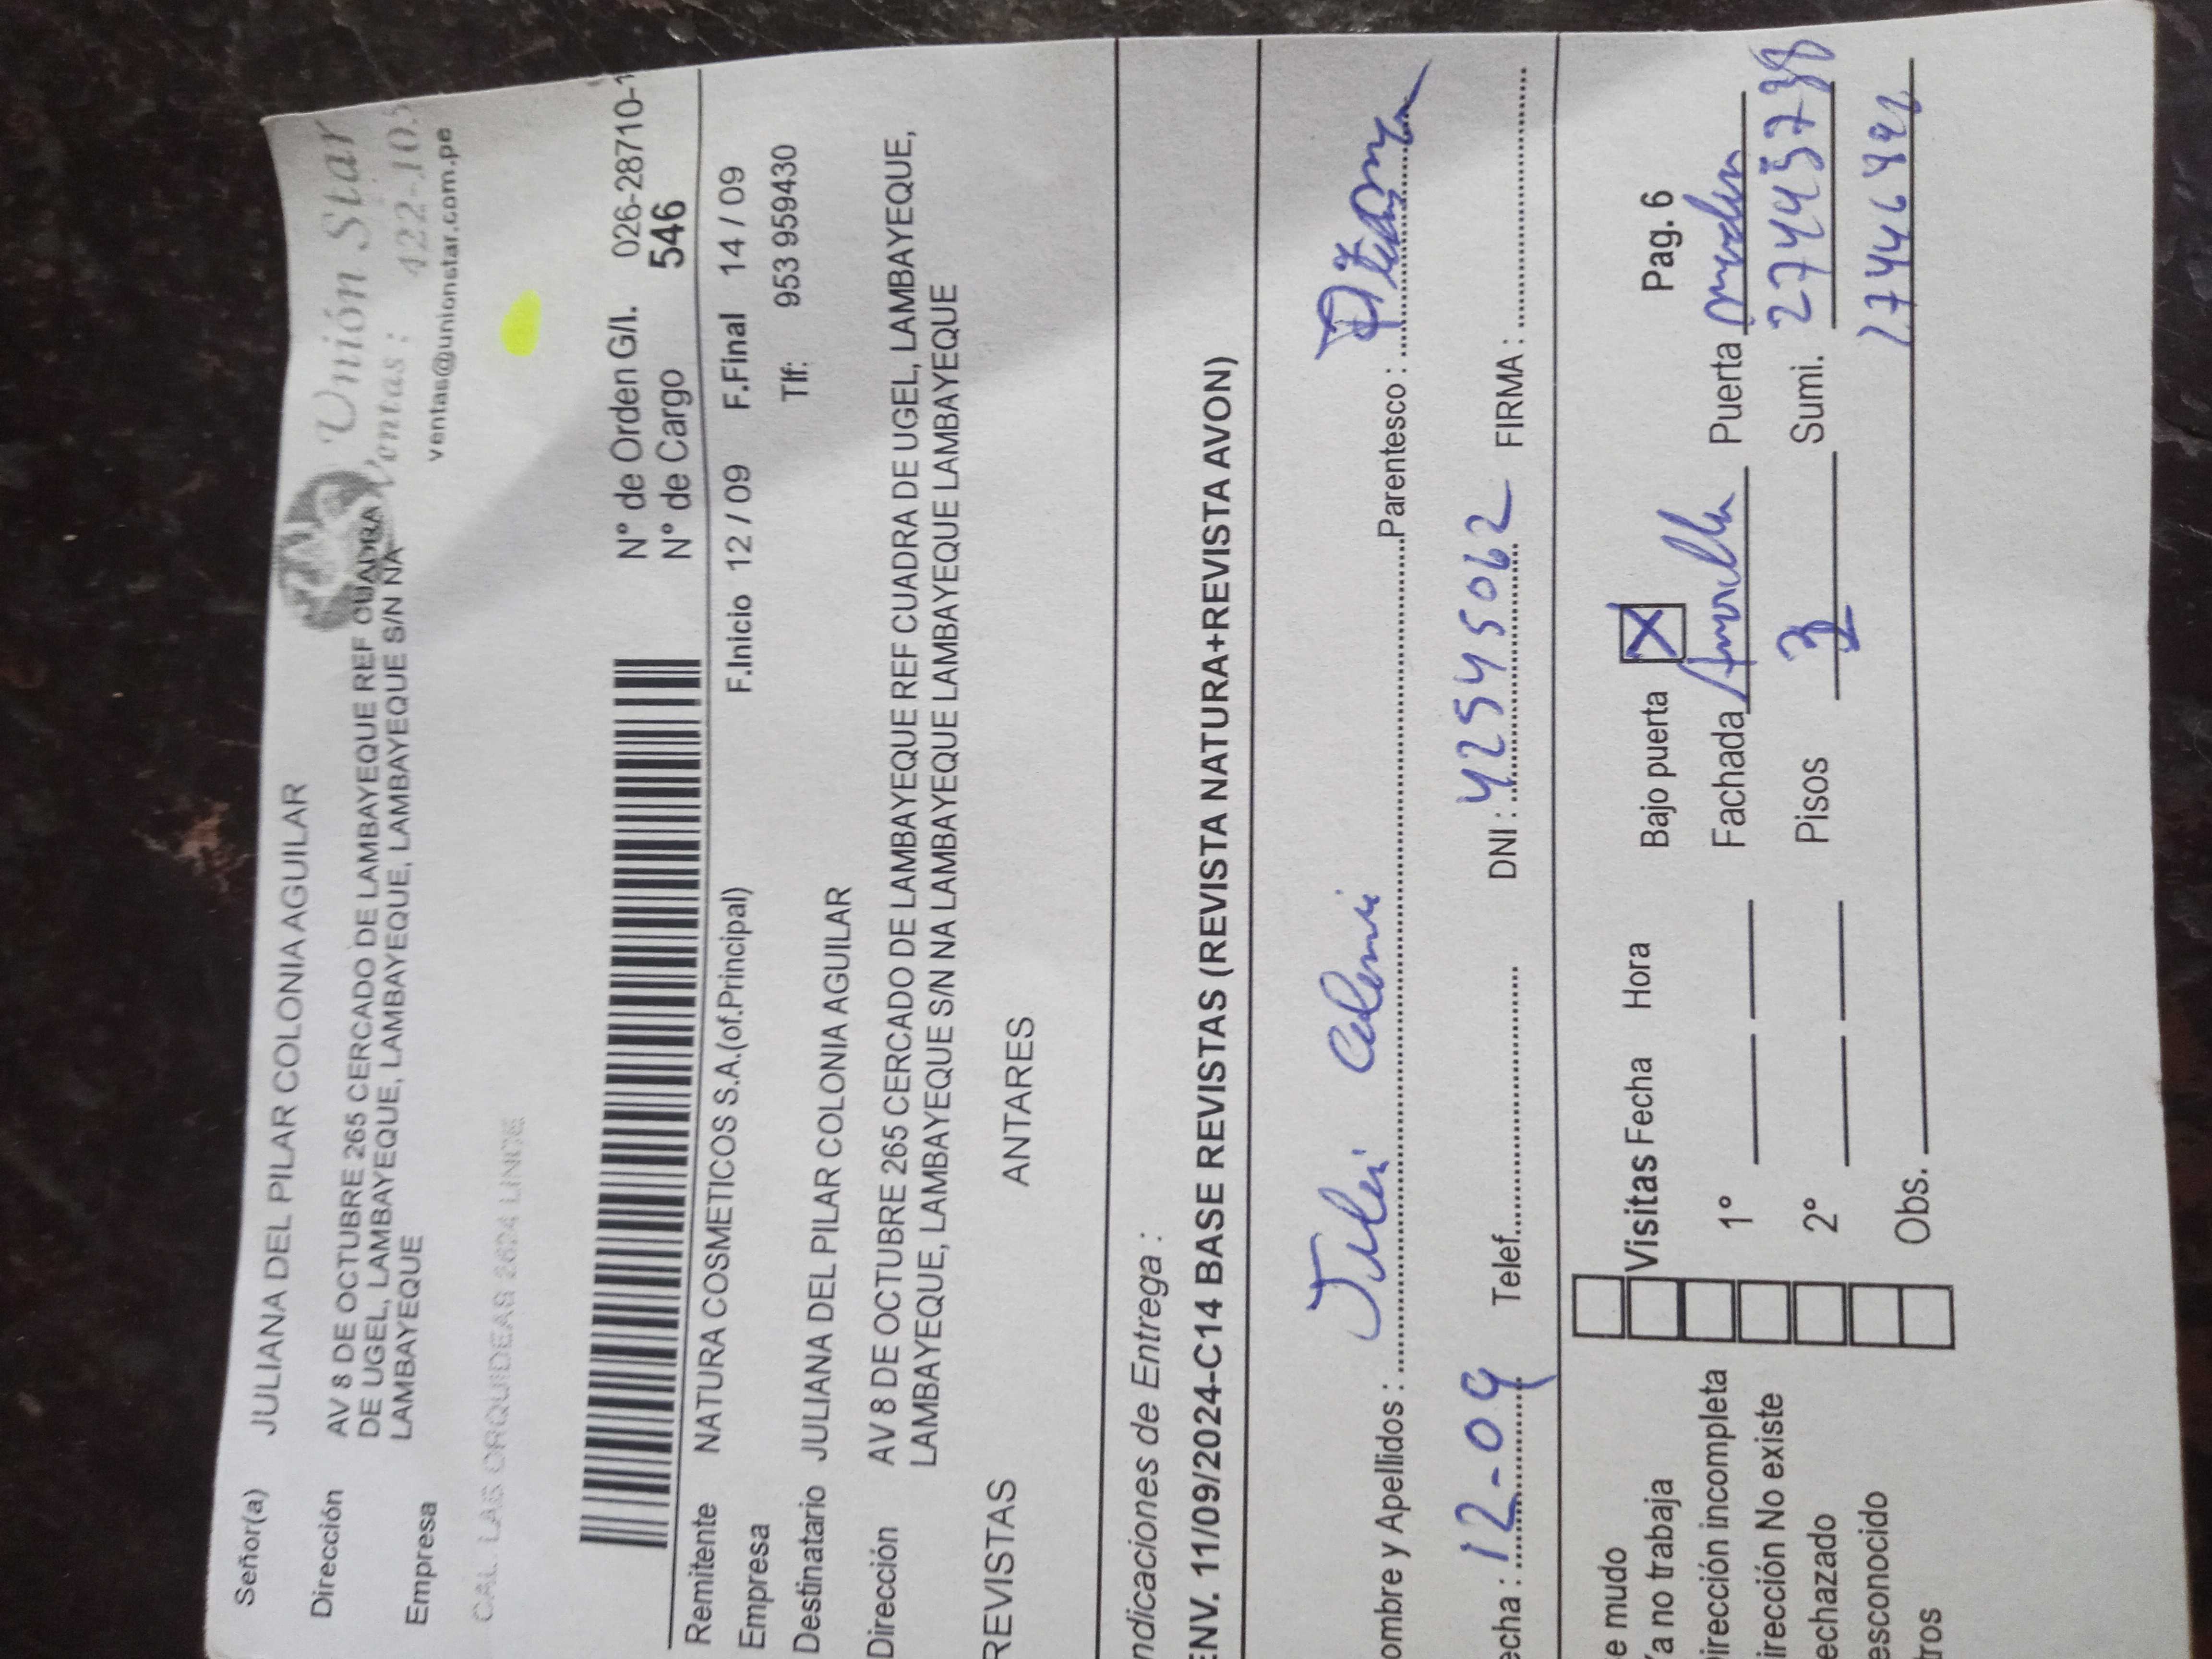 Señor(a) JULIANA DEL PILAR COLONIA AGUILAR
Unión Star
Dirección AV 8 DE OCTUBRE 265 CERCADO DE LAMBAYEQUE REF CUADRA
DE UGEL, LAMBAYEQUE, LAMBAYEQUE, LAMBAYEQUE S/N NA
LAMBAYEQUE
Ventas : 422-105
ventas@unionstar.com.pe
Empresa
CAL. LAS ORQUIDEAS 2624 LINCE
N° de Orden G/I. 026-28710-1
N° de Cargo 546
Remitente NATURA COSMETICOS S.A.(of.Principal)
F.Inicio 12 / 09 F.Final 14 / 09
Empresa
Tlf: 953 959430
Destinatario JULIANA DEL PILAR COLONIA AGUILAR
Dirección AV 8 DE OCTUBRE 265 CERCADO DE LAMBAYEQUE REF CUADRA DE UGEL, LAMBAYEQUE,
LAMBAYEQUE, LAMBAYEQUE S/N NA LAMBAYEQUE LAMBAYEQUE LAMBAYEQUE
REVISTAS ANTARES
ndicaciones de Entrega :
ENV. 11/09/2024-C14 BASE REVISTAS (REVISTA NATURA+REVISTA AVON)
ombre y Apellidos : Parentesco :
echa : 12-09 Telef. DNI : 42545062 FIRMA :
e mudo
Visitas Fecha Hora Bajo puerta X Pag. 6
Ya no trabaja
Dirección incompleta 1° Fachada Puerta
irección No existe
echazado 2° Pisos 3 Sumi.
esconocido
tros Obs.